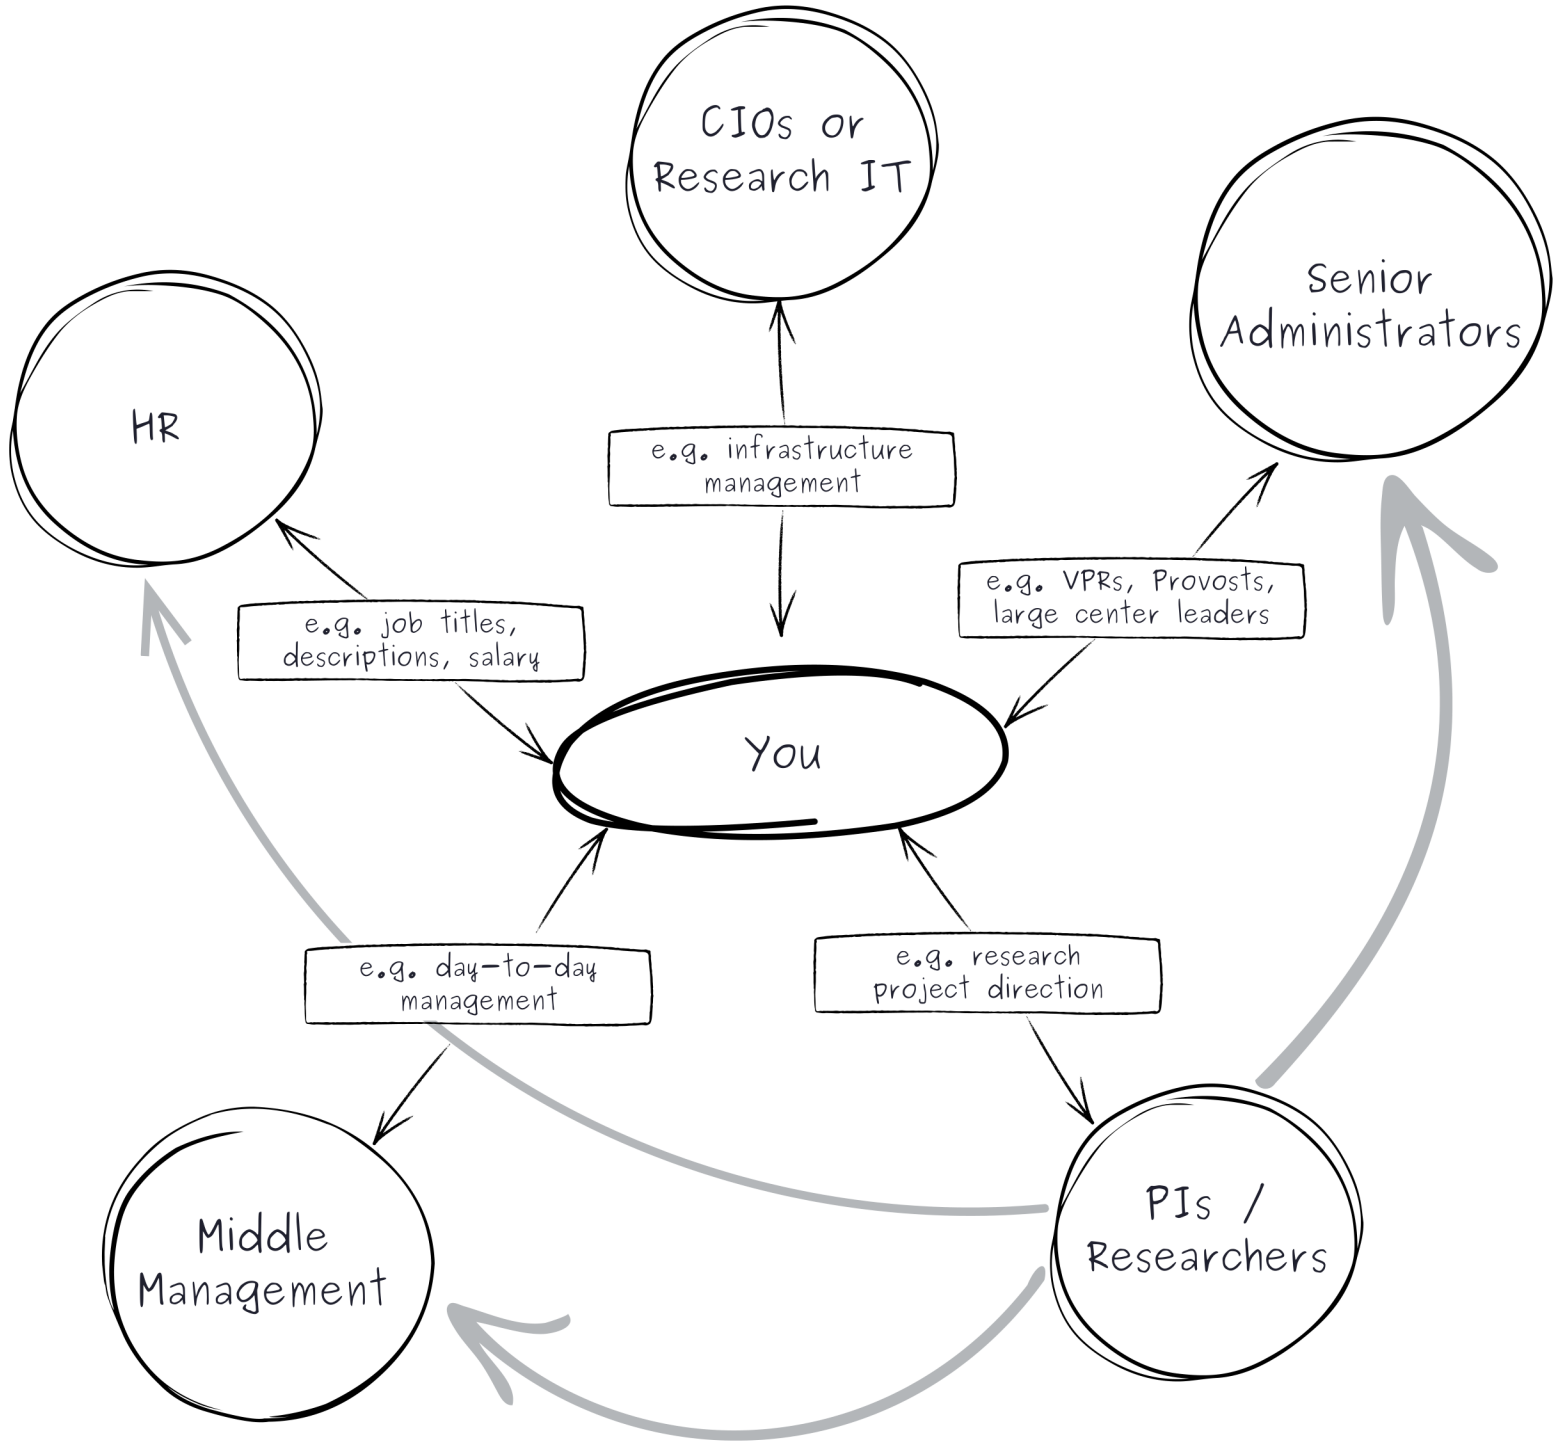 CIOs or
Research IT
Senior
Administrators
HR
e.g. infrastructure
management
e.g. VPRs, Provosts,
large center leaders
e.g. job titles,
descriptions, salary
You
e.g. day-to-day
management
e.g. research
project direction
Middle
Management
PIs /
Researchers